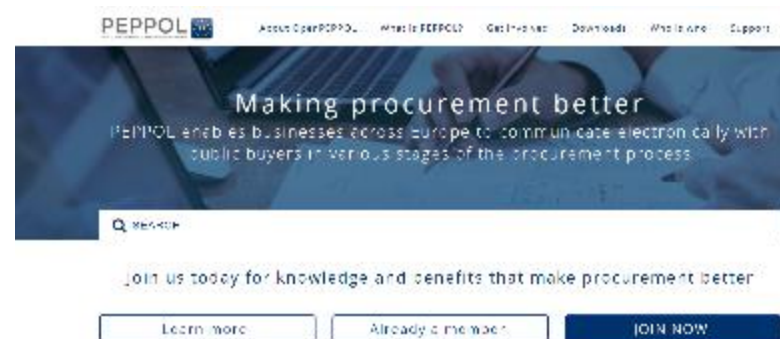 PEPPOL
About OpenPEPPOL What is PEPPOL? Get involved Downloads Who is who Support
Making procurement better
PEPPOL enables businesses across Europe to communicate electronically with
public buyers in various stages of the procurement process
SEARCH
Join us today for knowledge and benefits that make procurement better
Learn more Already a member JOIN NOW